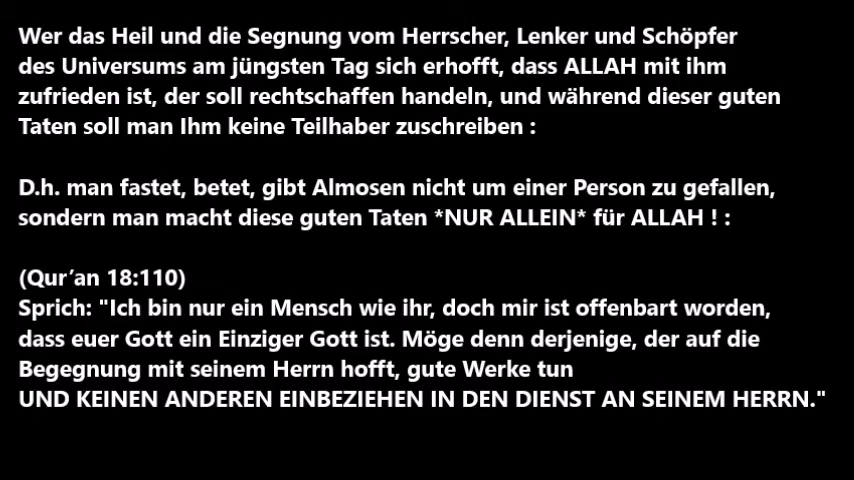 Wer das Heil und die Segnung vom Herrscher, Lenker und Schöpfer
des Universums am jüngsten Tag sich erhofft, dass ALLAH mit ihm
zufrieden ist, der soll rechtschaffen handeln, und während dieser guten
Taten soll man Ihm keine Teilhaber zuschreiben :
D.h. man fastet, betet, gibt Almosen nicht um einer Person zu gefallen,
sondern man macht diese guten Taten *NUR ALLEIN* für ALLAH ! :
(Qur’an 18:110)
Sprich: "Ich bin nur ein Mensch wie ihr, doch mir ist offenbart worden,
dass euer Gott ein Einziger Gott ist. Möge denn derjenige, der auf die
Begegnung mit seinem Herrn hofft, gute Werke tun
UND KEINEN ANDEREN EINBEZIEHEN IN DEN DIENST AN SEINEM HERRN."